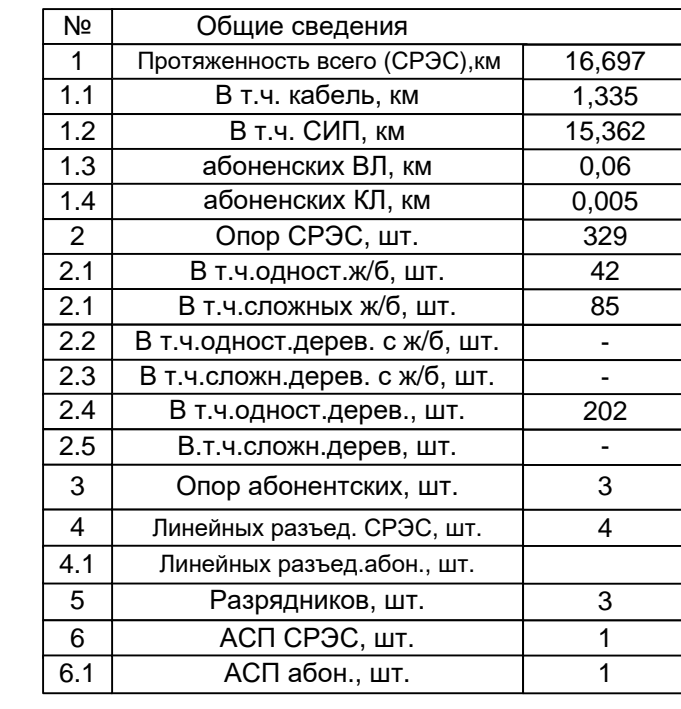 № Общие сведения
1 Протяженность всего (СРЭС),км 16,697
1.1 В т.ч. кабель, км 1,335
1.2 В т.ч. СИП, км 15,362
1.3 абоненских ВЛ, км 0,06
1.4 абоненских КЛ, км 0,005
2 Опор СРЭС, шт. 329
2.1 В т.ч.одност.ж/б, шт. 42
2.1 В т.ч.сложных ж/б, шт. 85
2.2 В т.ч.одност.дерев. с ж/б, шт. -
2.3 В т.ч.сложн.дерев. с ж/б, шт. -
2.4 В т.ч.одност.дерев., шт. 202
2.5 В.т.ч.сложн.дерев, шт. -
3 Опор абонентских, шт. 3
4 Линейных разъед. СРЭС, шт. 4
4.1 Линейных разъед.абон., шт.
5 Разрядников, шт. 3
6 АСП СРЭС, шт. 1
6.1 АСП абон., шт. 1